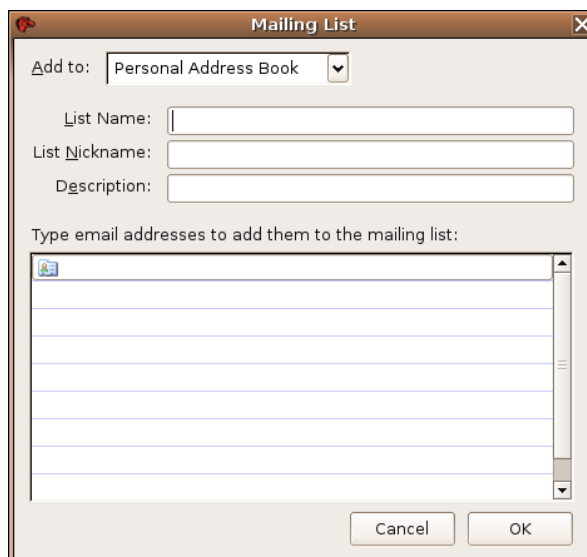 Mailing List
Add to: Personal Address Book
List Name:
List Nickname:
Description:
Type email addresses to add them to the mailing list:
Cancel OK